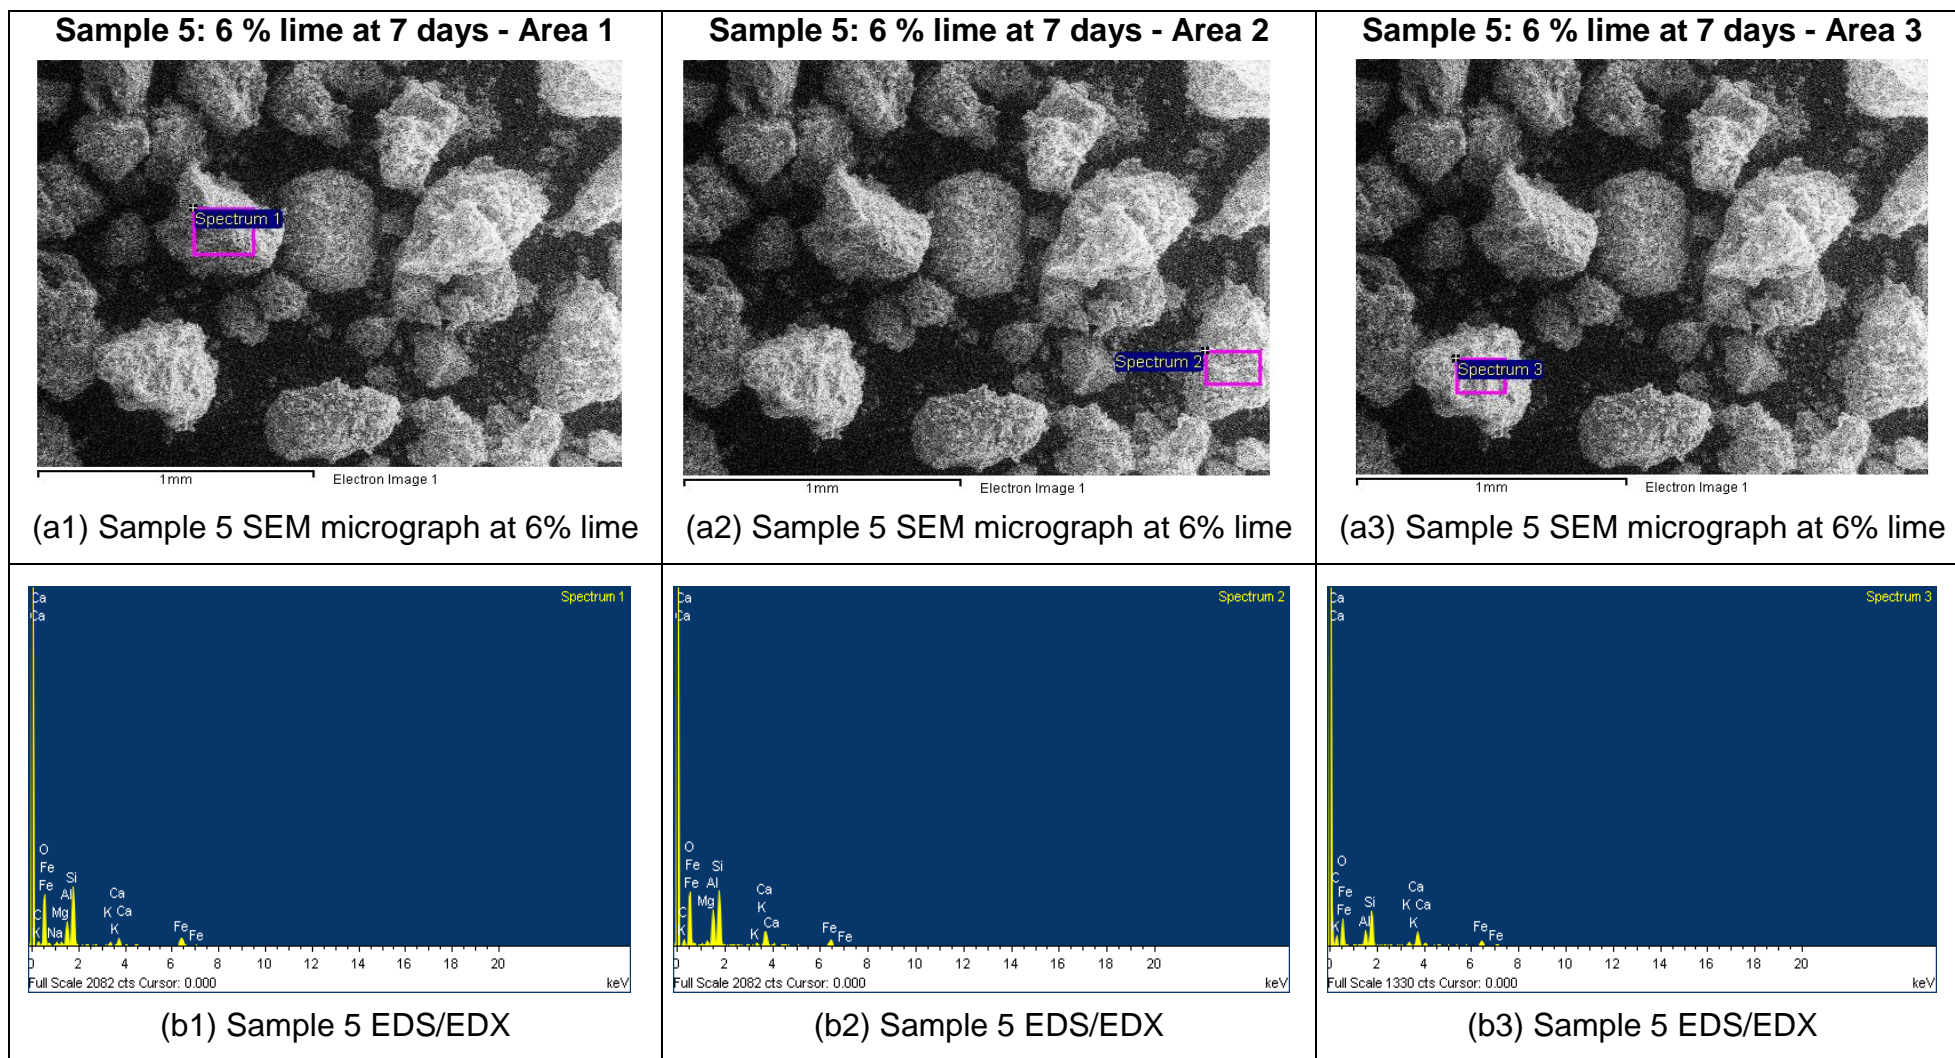 Sample 5: 6 % lime at 7 days - Area 1
Spectrum 1
1mm
Electron Image 1
(a1) Sample 5 SEM micrograph at 6% lime
Sample 5: 6 % lime at 7 days - Area 2
Spectrum 2
1mm
Electron Image 1
(a2) Sample 5 SEM micrograph at 6% lime
Sample 5: 6 % lime at 7 days - Area 3
Spectrum 3
1mm
Electron Image 1
(a3) Sample 5 SEM micrograph at 6% lime
Ca
Ca
Spectrum 1
O
Fe
Si
Fe
Al
Ca
C
Mg
K
Ca
K
Na
K
Fe
Fe
0 2 4 6 8 10 12 14 16 18 20
Full Scale 2082 cts Cursor: 0.000
keV
(b1) Sample 5 EDS/EDX
Ca
Ca
Spectrum 2
O
Fe
Si
Fe
Al
Ca
Mg
K
C
Ca
K
K
Fe
Fe
0 2 4 6 8 10 12 14 16 18 20
Full Scale 2082 cts Cursor: 0.000
keV
(b2) Sample 5 EDS/EDX
Ca
Ca
Spectrum 3
O
C
Fe
Ca
Si
K
Ca
Fe
Al
K
K
Fe
Fe
0 2 4 6 8 10 12 14 16 18 20
Full Scale 1330 cts Cursor: 0.000
keV
(b3) Sample 5 EDS/EDX